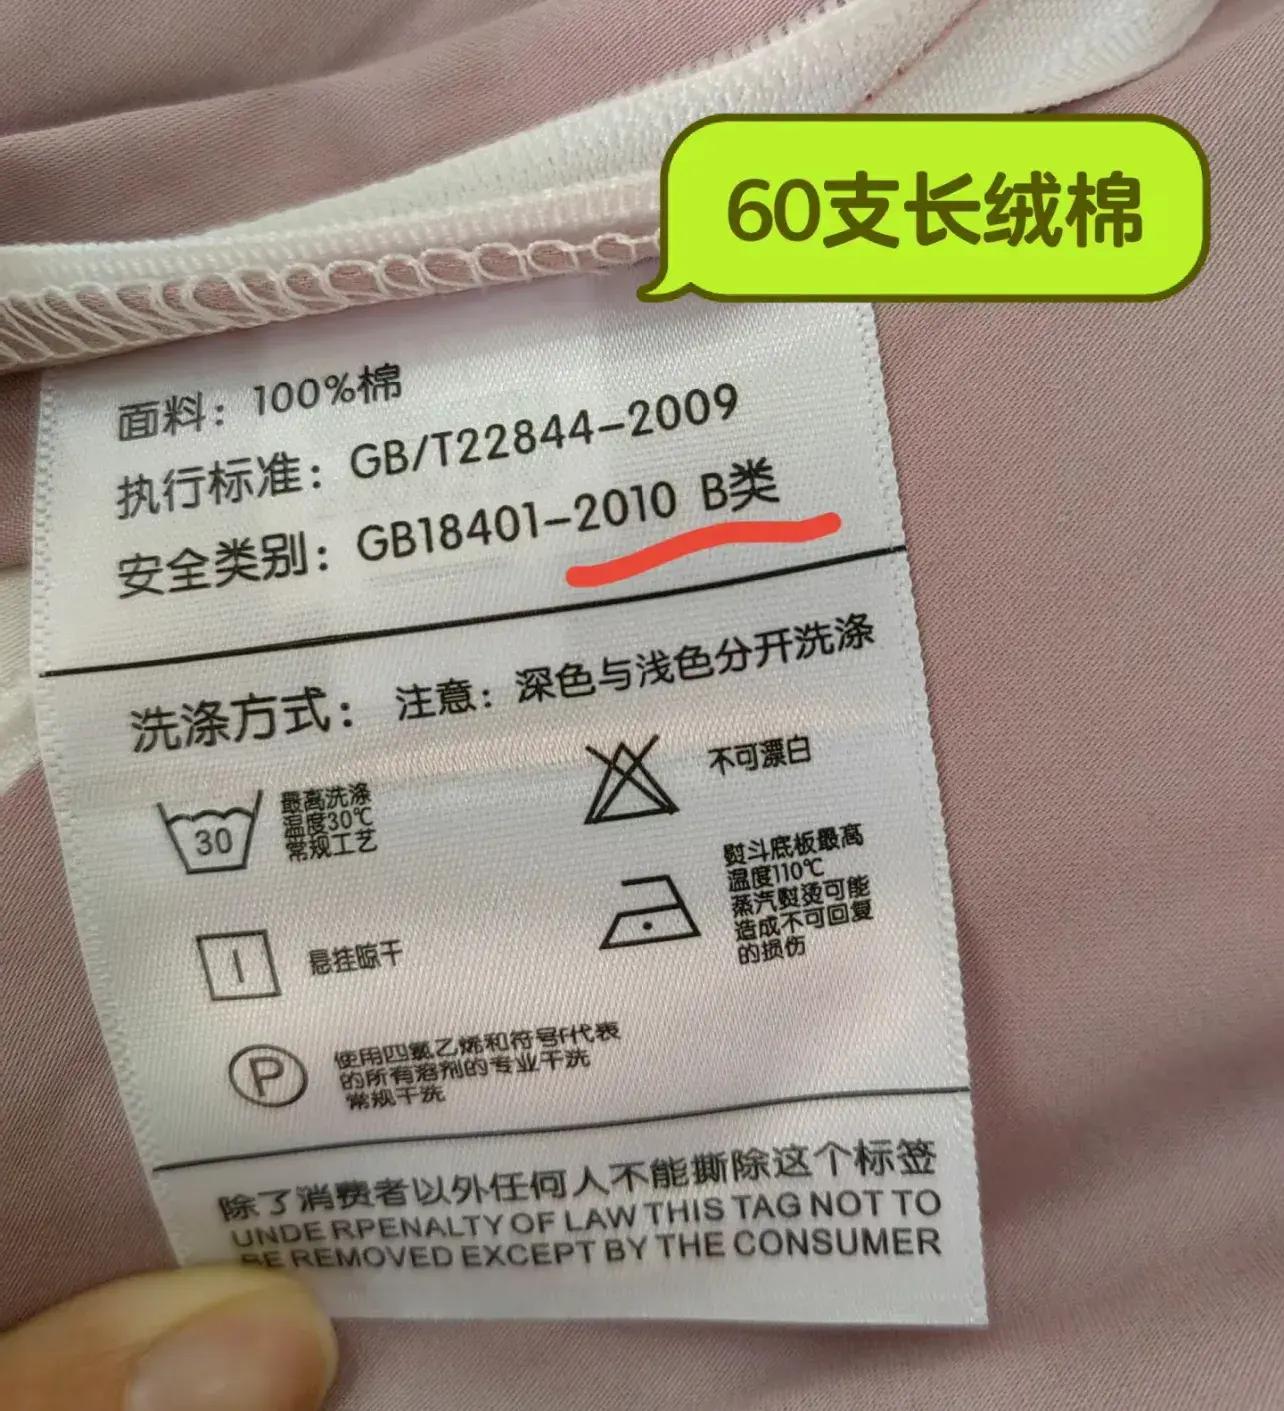 60支长绒棉
面料：100%棉
执行标准：GB/T22844-2009
安全类别：GB18401-2010 B类
洗涤方式：注意：深色与浅色分开洗涤
30
最高洗涤
温度30℃
常规工艺
不可漂白
熨斗底板最高
温度110℃
蒸汽熨烫可能
造成不可回复
的损伤
悬挂晾干
P
使用四氯乙烯和符号f代表
的所有溶剂的专业干洗
常规干洗
除了消费者以外任何人不能撕除这个标签
UNDE RPENALTY OF LAW THIS TAG NOT TO
BE REMOVED EXCEPT BY THE CONSUMER